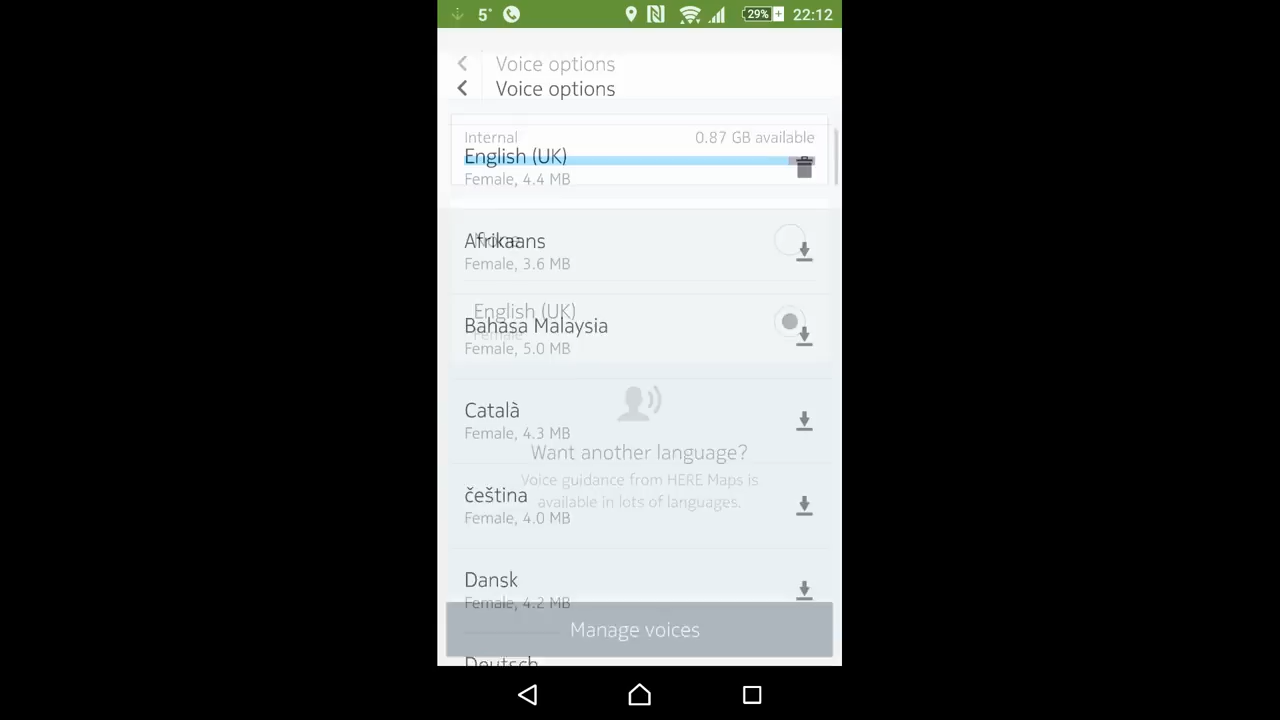 5°
29%
22:12
Voice options
Voice options
Internal
0.87 GB available
English (UK)
Female, 4.4 MB
None
Afrikaans
Female, 3.6 MB
English (UK)
Female
Bahasa Malaysia
Female, 5.0 MB
Català
Female, 4.3 MB
Want another language?
Voice guidance from HERE Maps is
available in lots of languages.
čeština
Female, 4.0 MB
Dansk
Female, 4.2 MB
Manage voices
Deutsch